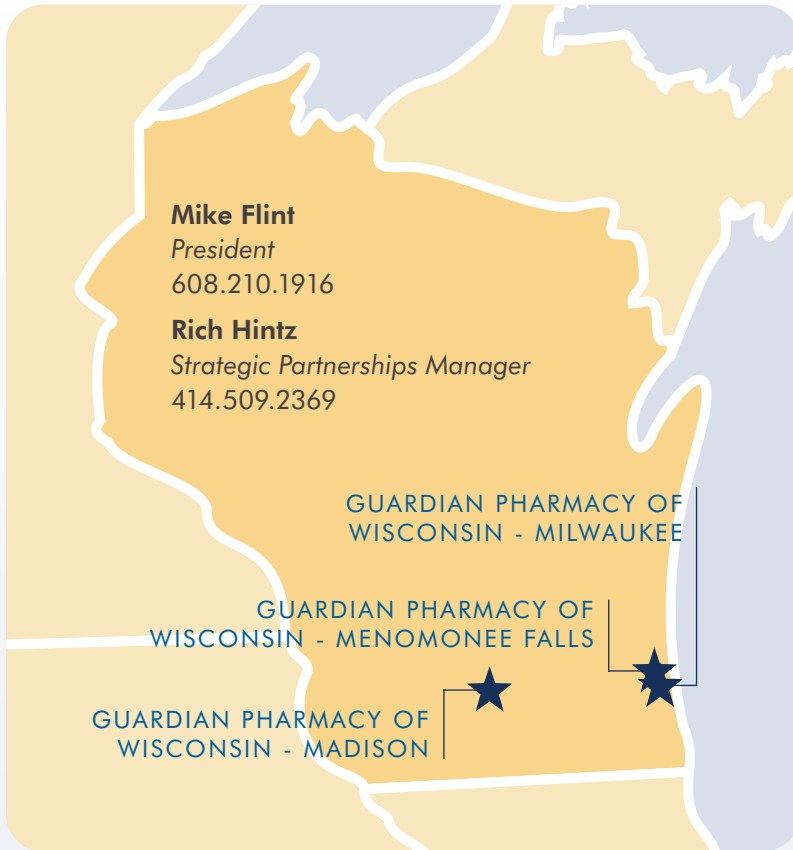 Mike Flint
President
608.210.1916
Rich Hintz
Strategic Partnerships Manager
414.509.2369
GUARDIAN PHARMACY OF
WISCONSIN - MILWAUKEE
GUARDIAN PHARMACY OF
WISCONSIN - MENOMONEE FALLS
GUARDIAN PHARMACY OF
WISCONSIN - MADISON